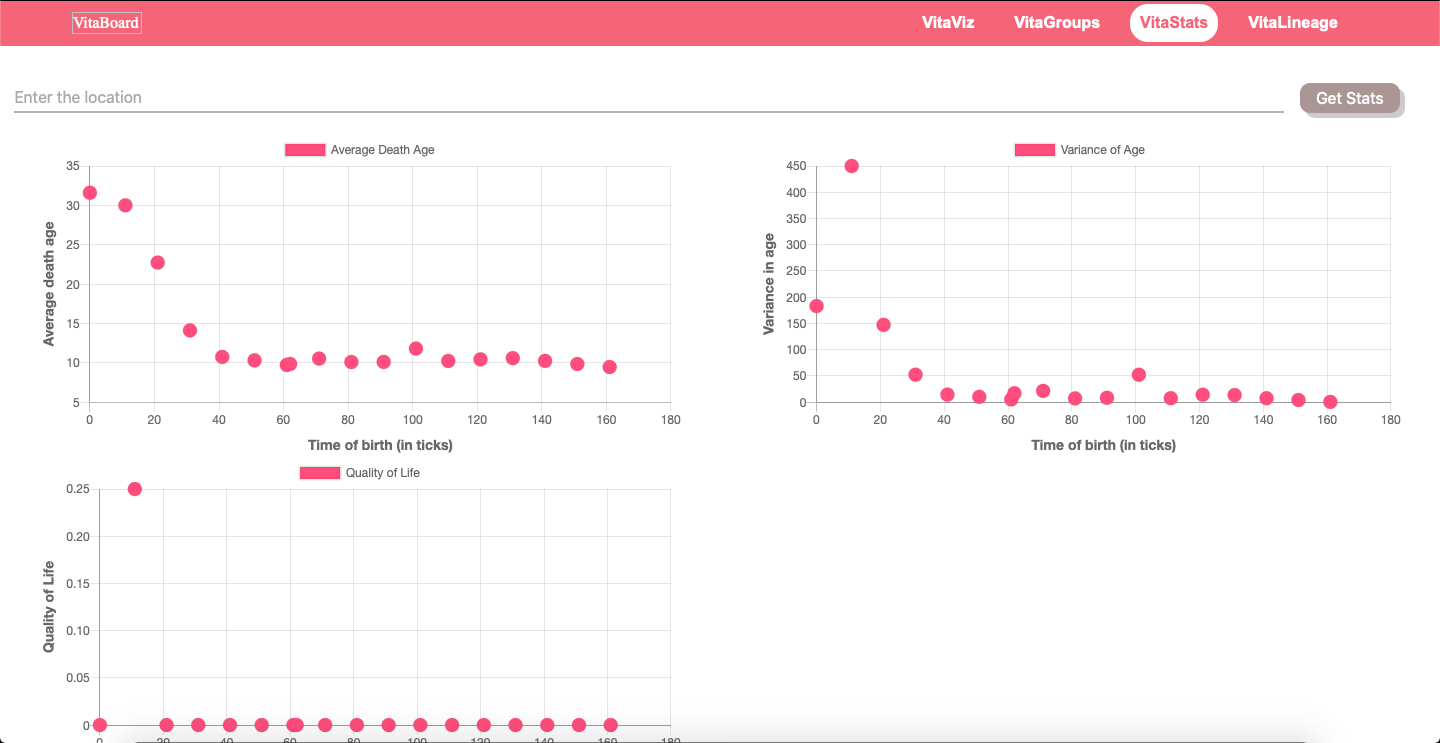 VitaBoard
VitaViz VitaGroups VitaStats VitaLineage
Enter the location
Get Stats
Average Death Age
35
30
25
20
15
10
5
Average death age
0 20 40 60 80 100 120 140 160 180
Time of birth (in ticks)
Variance of Age
450
400
350
300
250
200
150
100
50
0
Variance in age
0 20 40 60 80 100 120 140 160 180
Time of birth (in ticks)
Quality of Life
0.25
0.20
0.15
0.10
0.05
0
Quality of Life
0 20 40 60 80 100 120 140 160 180